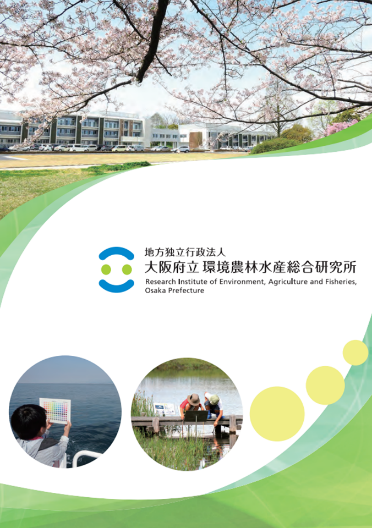 地方独立行政法人
大阪府立 環境農林水産総合研究所
Research Institute of Environment, Agriculture and Fisheries,
Osaka Prefecture